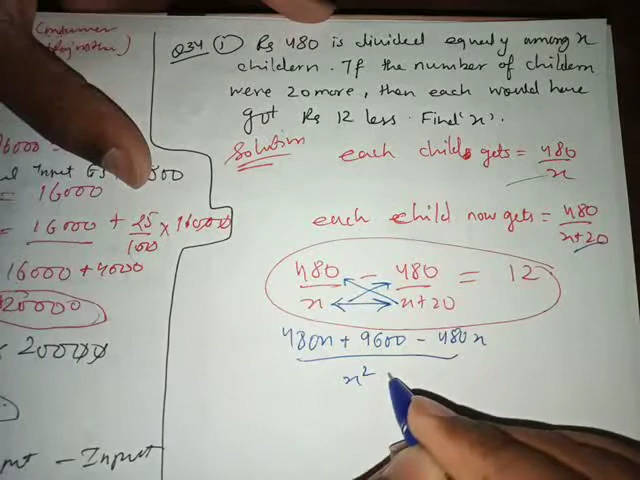 Consumer
Q34 (i) Rs 480 is divided equally among x
childern. If the number of childern
were 20 more, then each would have
got Rs 12 less. Find 'x'.
Solution each child gets = 480/x
each child now gets = 480/x+20
480/x - 480/x+20 = 12
480x + 9600 - 480x
x²
= 16000
= 16000 + 25/100 × 16000
16000 + 4000
20000
20000
- Input